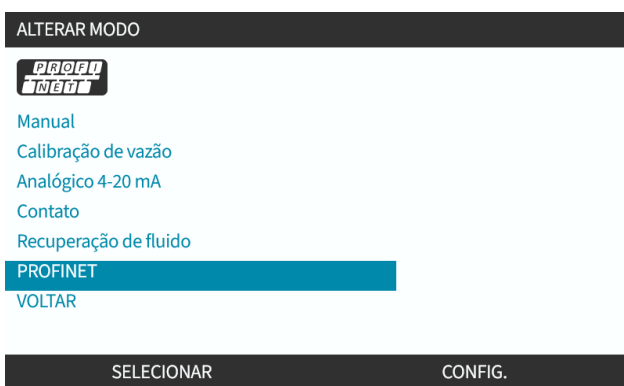 ALTERAR MODO
PROFI
NET
Manual
Calibração de vazão
Analógico 4-20 mA
Contato
Recuperação de fluido
PROFINET
VOLTAR
SELECIONAR CONFIG.